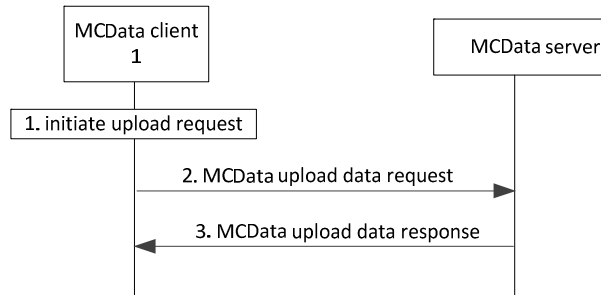 MCData client
1
MCData server
1. initiate upload request
2. MCData upload data request
3. MCData upload data response